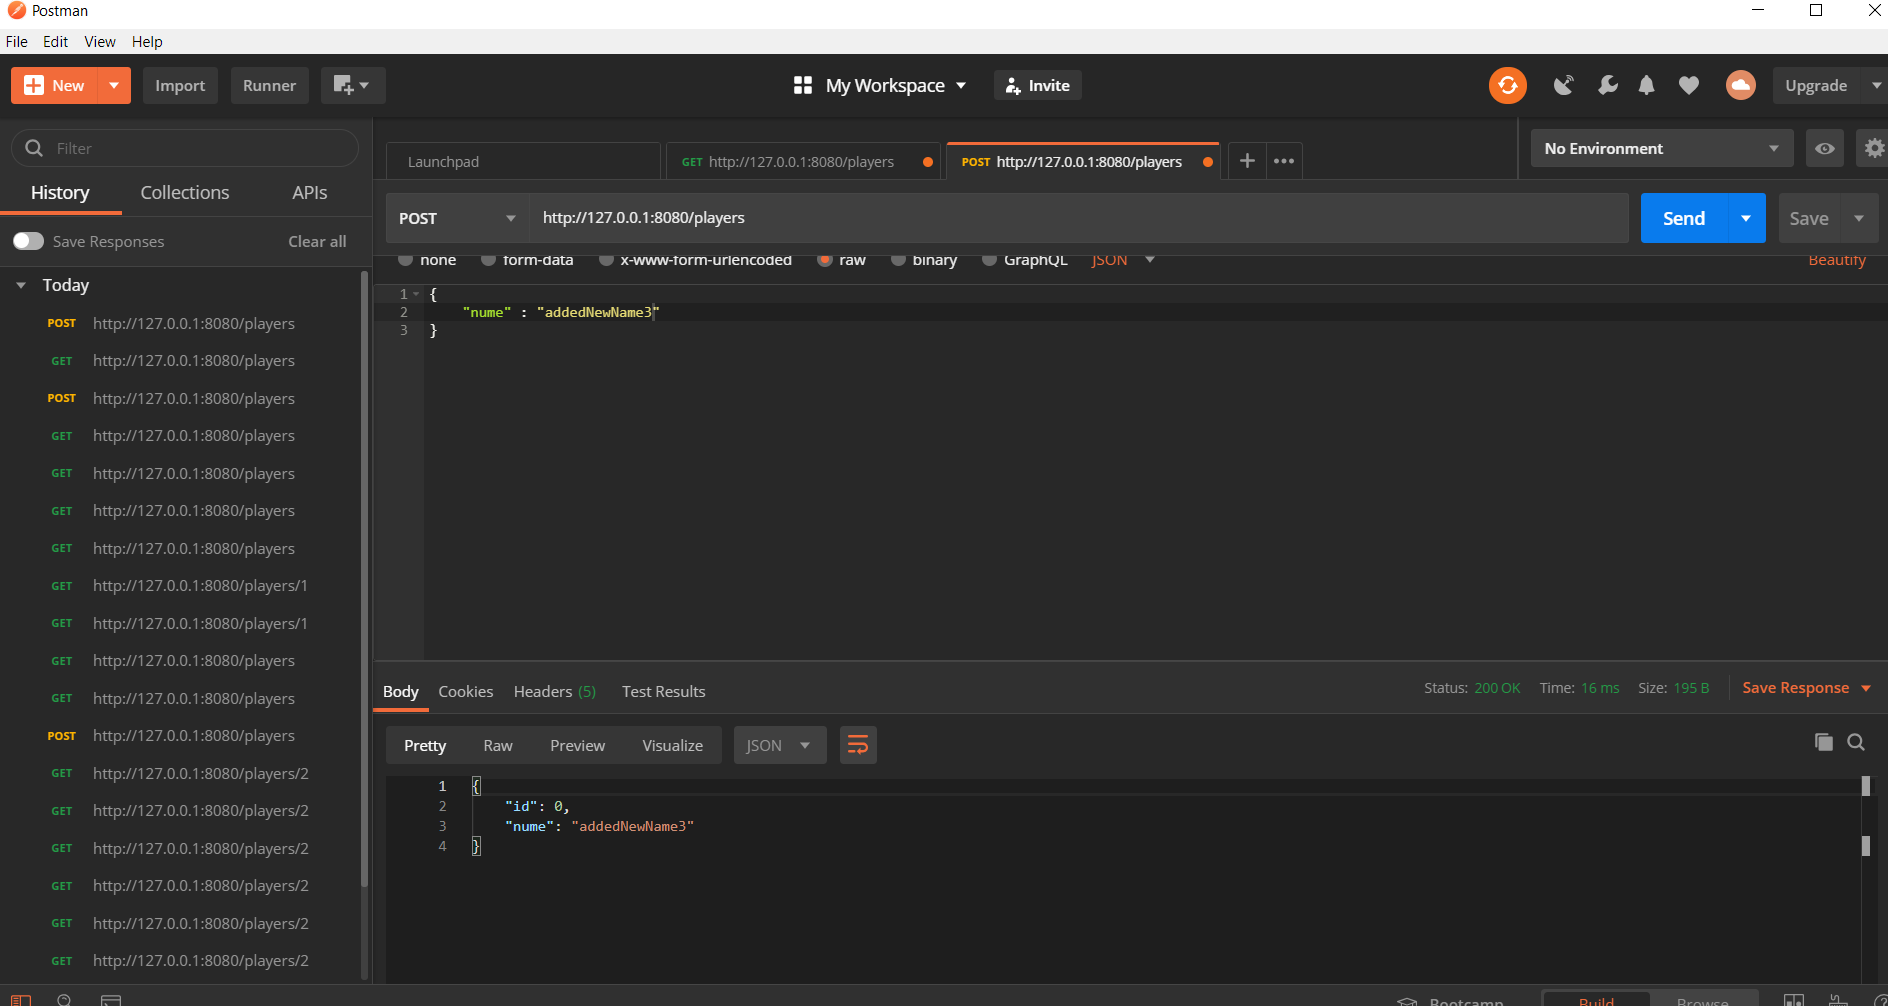 Postman
File Edit View Help
New Import Runner My Workspace Invite Upgrade
Filter
History Collections APIs
Save Responses Clear all
Today
POST http://127.0.0.1:8080/players
GET http://127.0.0.1:8080/players
POST http://127.0.0.1:8080/players
GET http://127.0.0.1:8080/players
GET http://127.0.0.1:8080/players
GET http://127.0.0.1:8080/players
GET http://127.0.0.1:8080/players
GET http://127.0.0.1:8080/players/1
GET http://127.0.0.1:8080/players/1
GET http://127.0.0.1:8080/players
GET http://127.0.0.1:8080/players
POST http://127.0.0.1:8080/players
GET http://127.0.0.1:8080/players/2
GET http://127.0.0.1:8080/players/2
GET http://127.0.0.1:8080/players/2
GET http://127.0.0.1:8080/players/2
GET http://127.0.0.1:8080/players/2
GET http://127.0.0.1:8080/players/2
Launchpad GET http://127.0.0.1:8080/players POST http://127.0.0.1:8080/players No Environment
POST http://127.0.0.1:8080/players Send Save
none form-data x-www-form-urlencoded raw binary GraphQL JSON Beautify
1 {
2 "nume" : "addedNewName3"
3 }
Body Cookies Headers (5) Test Results Status: 200 OK Time: 16 ms Size: 195 B Save Response
Pretty Raw Preview Visualize JSON
1 {
2 "id": 0,
3 "nume": "addedNewName3"
4 }
Bootcamp Build Browse